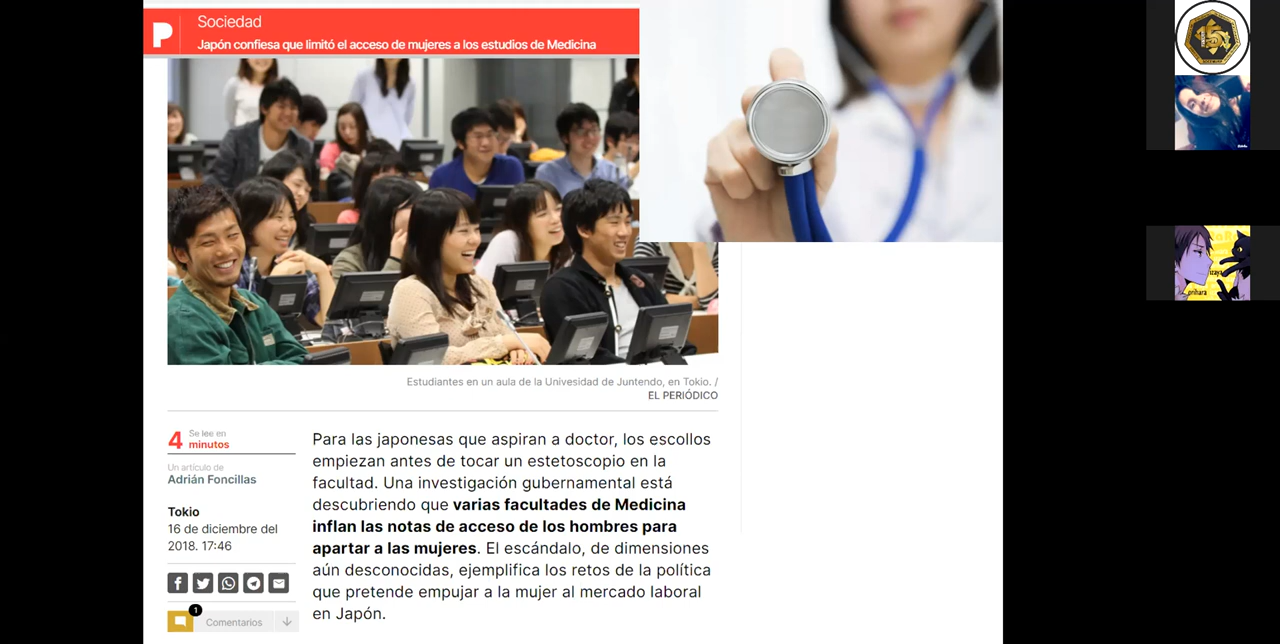 P
Sociedad
Japón confiesa que limitó el acceso de mujeres a los estudios de Medicina
Estudiantes en un aula de la Univesidad de Juntendo, en Tokio. /
EL PERIÓDICO
4
Se lee en
minutos
Un artículo de
Adrián Foncillas
Tokio
16 de diciembre del
2018. 17:46
1
Comentarios
Para las japonesas que aspiran a doctor, los escollos
empiezan antes de tocar un estetoscopio en la
facultad. Una investigación gubernamental está
descubriendo que varias facultades de Medicina
inflan las notas de acceso de los hombres para
apartar a las mujeres. El escándalo, de dimensiones
aún desconocidas, ejemplifica los retos de la política
que pretende empujar a la mujer al mercado laboral
en Japón.
izaya
orihara